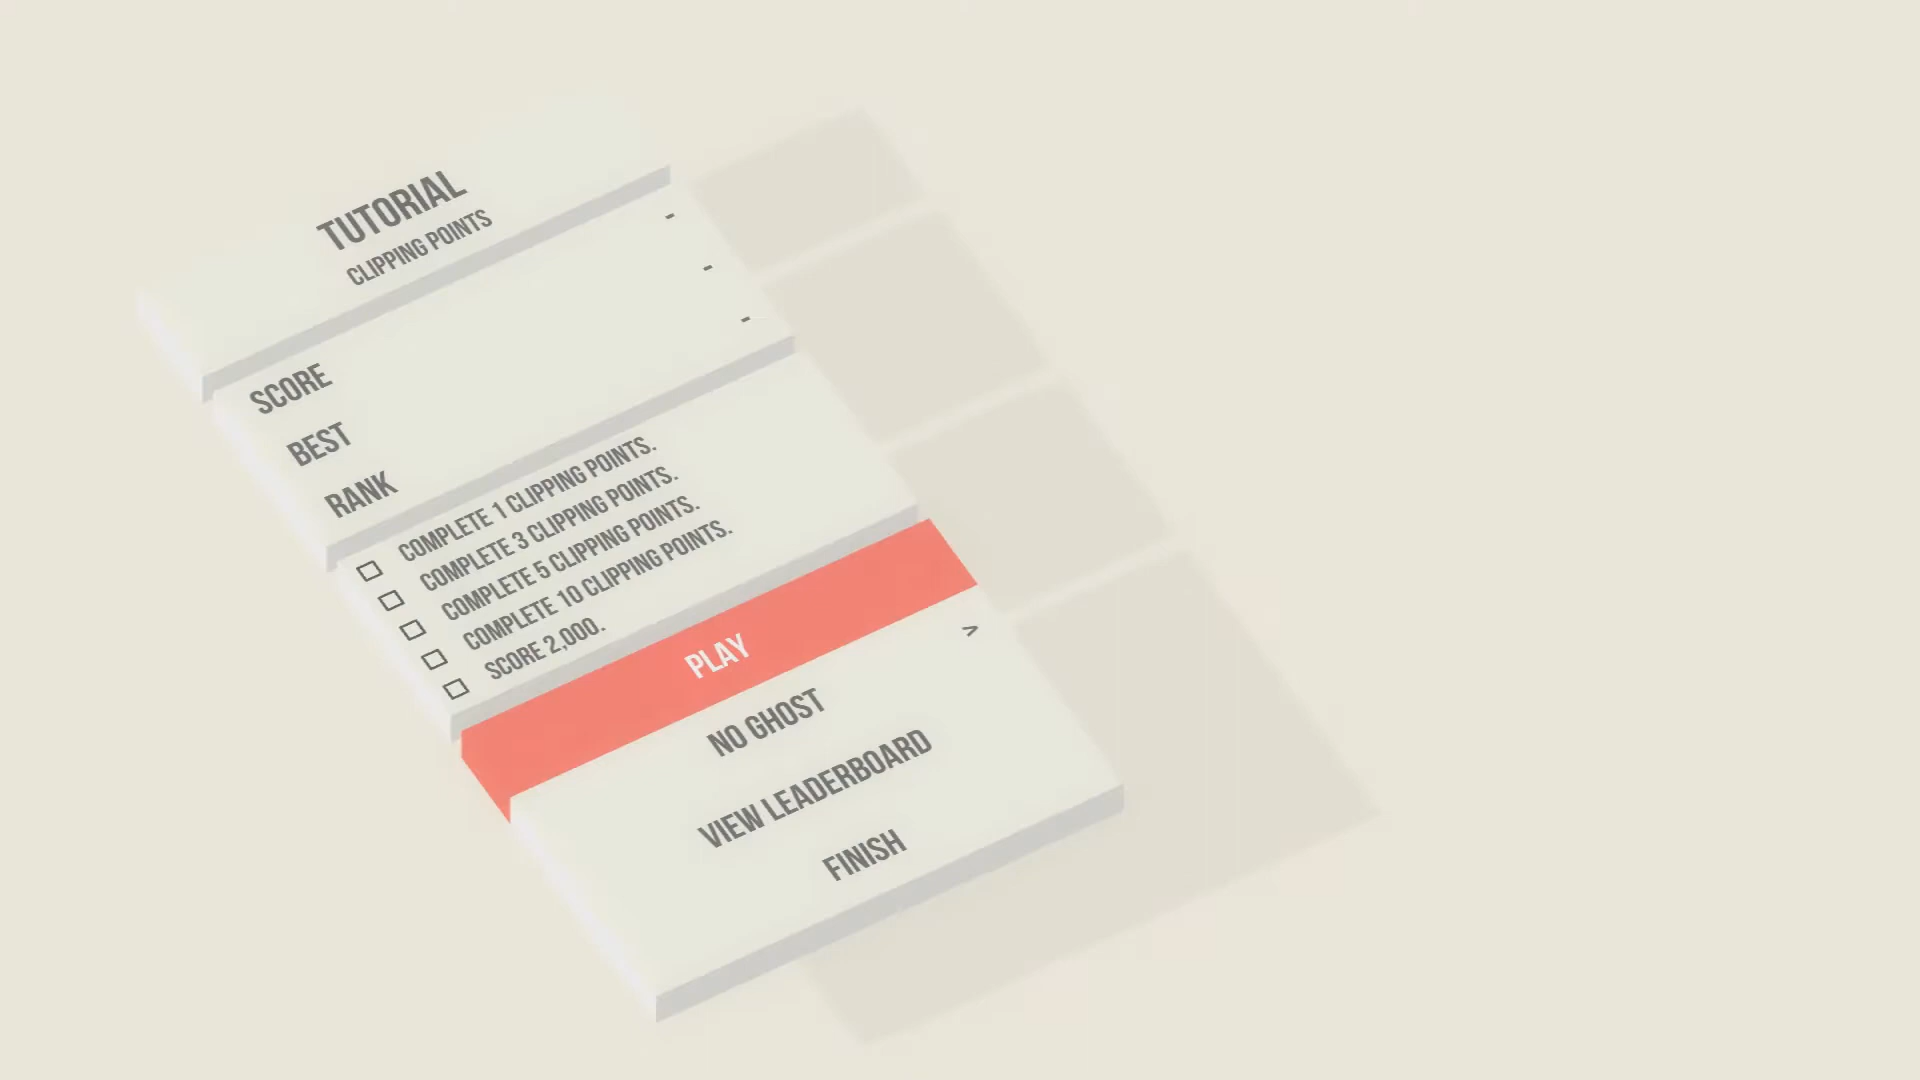 TUTORIAL
CLIPPING POINTS
SCORE -
BEST -
RANK -
COMPLETE 1 CLIPPING POINTS.
COMPLETE 3 CLIPPING POINTS.
COMPLETE 5 CLIPPING POINTS.
COMPLETE 10 CLIPPING POINTS.
SCORE 2,000.
PLAY
NO GHOST >
VIEW LEADERBOARD
FINISH